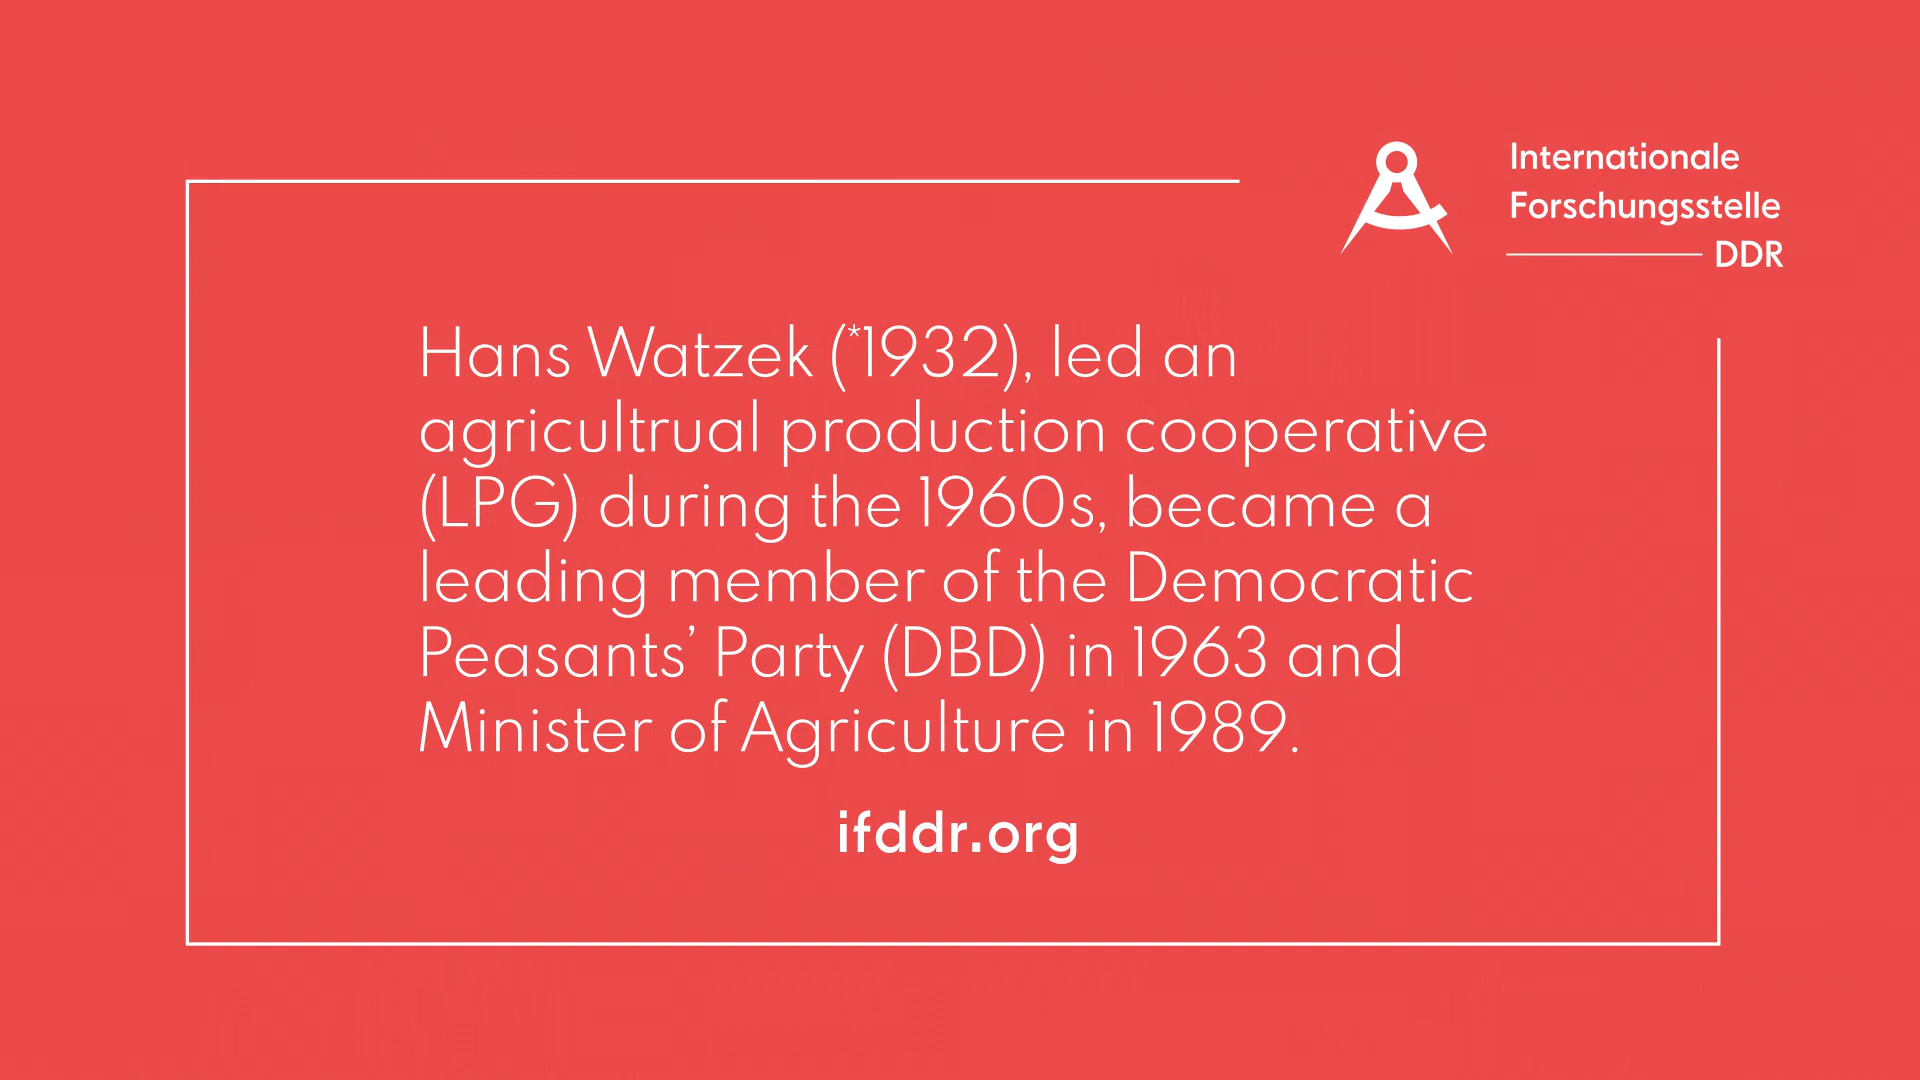 Internationale
Forschungsstelle
DDR
Hans Watzek (*1932), led an
agricultrual production cooperative
(LPG) during the 1960s, became a
leading member of the Democratic
Peasants’ Party (DBD) in 1963 and
Minister of Agriculture in 1989.
ifddr.org